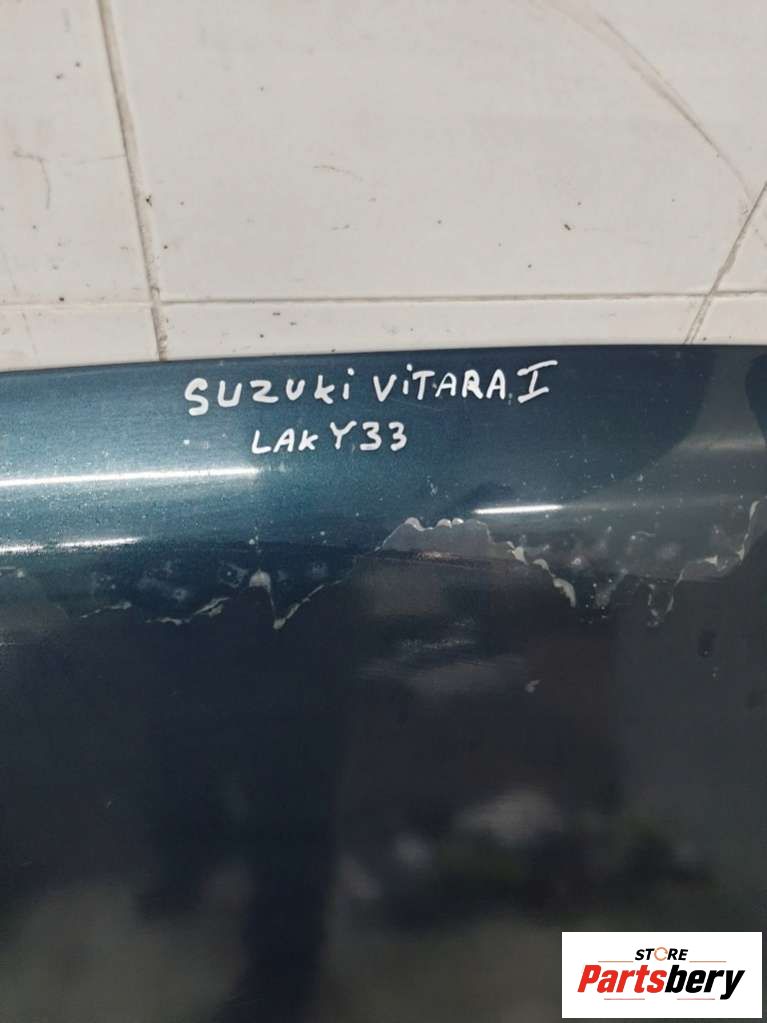 SUZUKi ViTARA I
LAK Y33
STORE
Partsbery